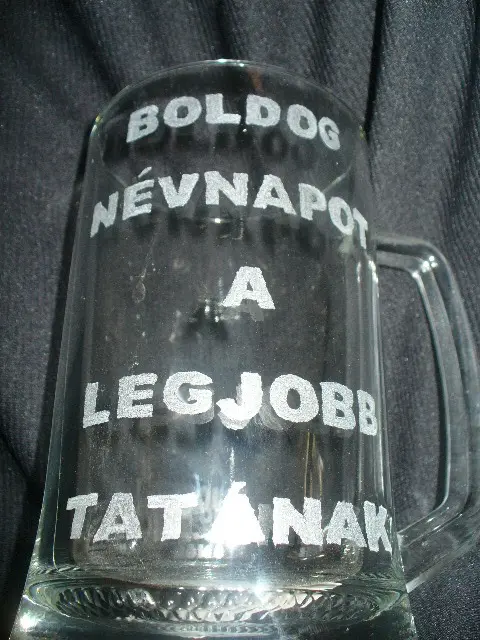 BOLDOG
NÉVNAPOT
A
LEGJOBB
TATÁNAK